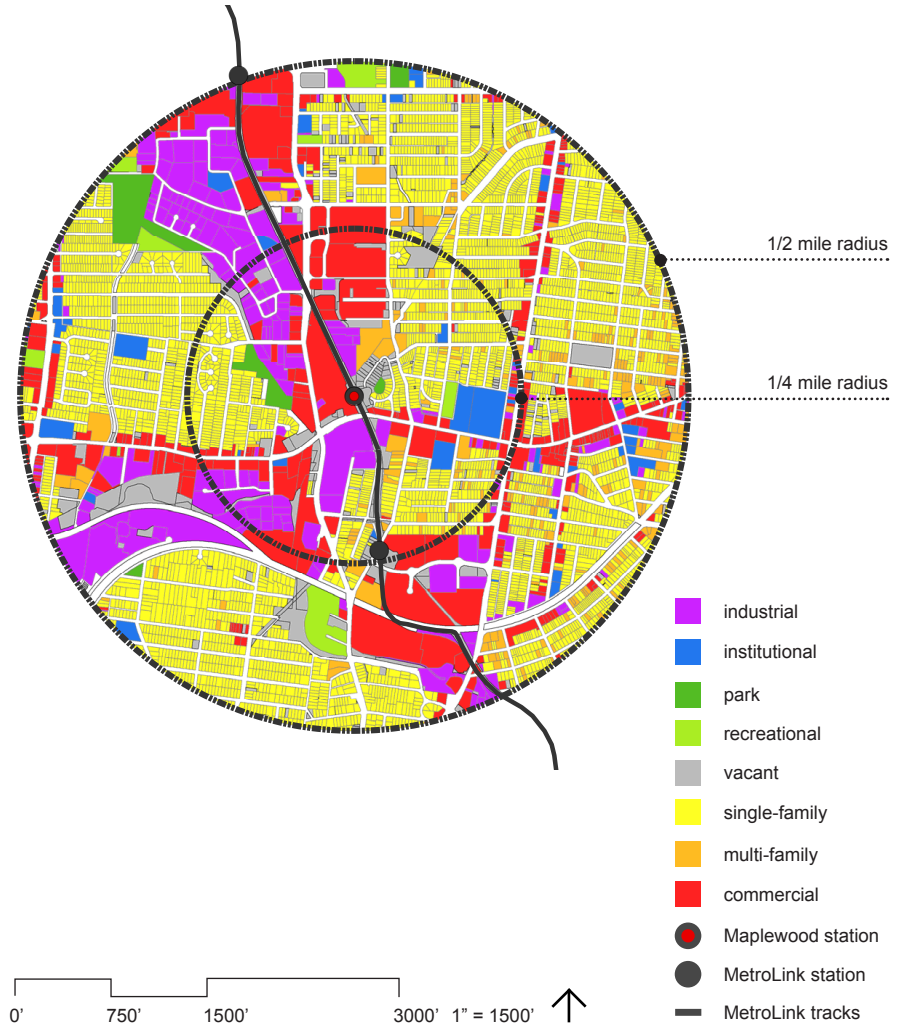 1/2 mile radius
1/4 mile radius
industrial
institutional
park
recreational
vacant
single-family
multi-family
commercial
Maplewood station
MetroLink station
MetroLink tracks
0' 750' 1500' 3000' 1” = 1500'